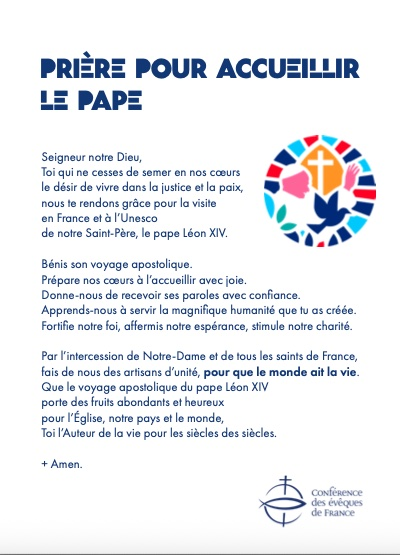 PRIÈRE POUR ACCUEILLIR
LE PAPE
Seigneur notre Dieu,
Toi qui ne cesses de semer en nos cœurs
le désir de vivre dans la justice et la paix,
nous te rendons grâce pour la visite
en France et à l’Unesco
de notre Saint-Père, le pape Léon XIV.
Bénis son voyage apostolique.
Prépare nos cœurs à l’accueillir avec joie.
Donne-nous de recevoir ses paroles avec confiance.
Apprends-nous à servir la magnifique humanité que tu as créée.
Fortifie notre foi, affermis notre espérance, stimule notre charité.
Par l’intercession de Notre-Dame et de tous les saints de France,
fais de nous des artisans d’unité, pour que le monde ait la vie.
Que le voyage apostolique du pape Léon XIV
porte des fruits abondants et heureux
pour l’Église, notre pays et le monde,
Toi l’Auteur de la vie pour les siècles des siècles.
+ Amen.
Conférence
des évêques
de France